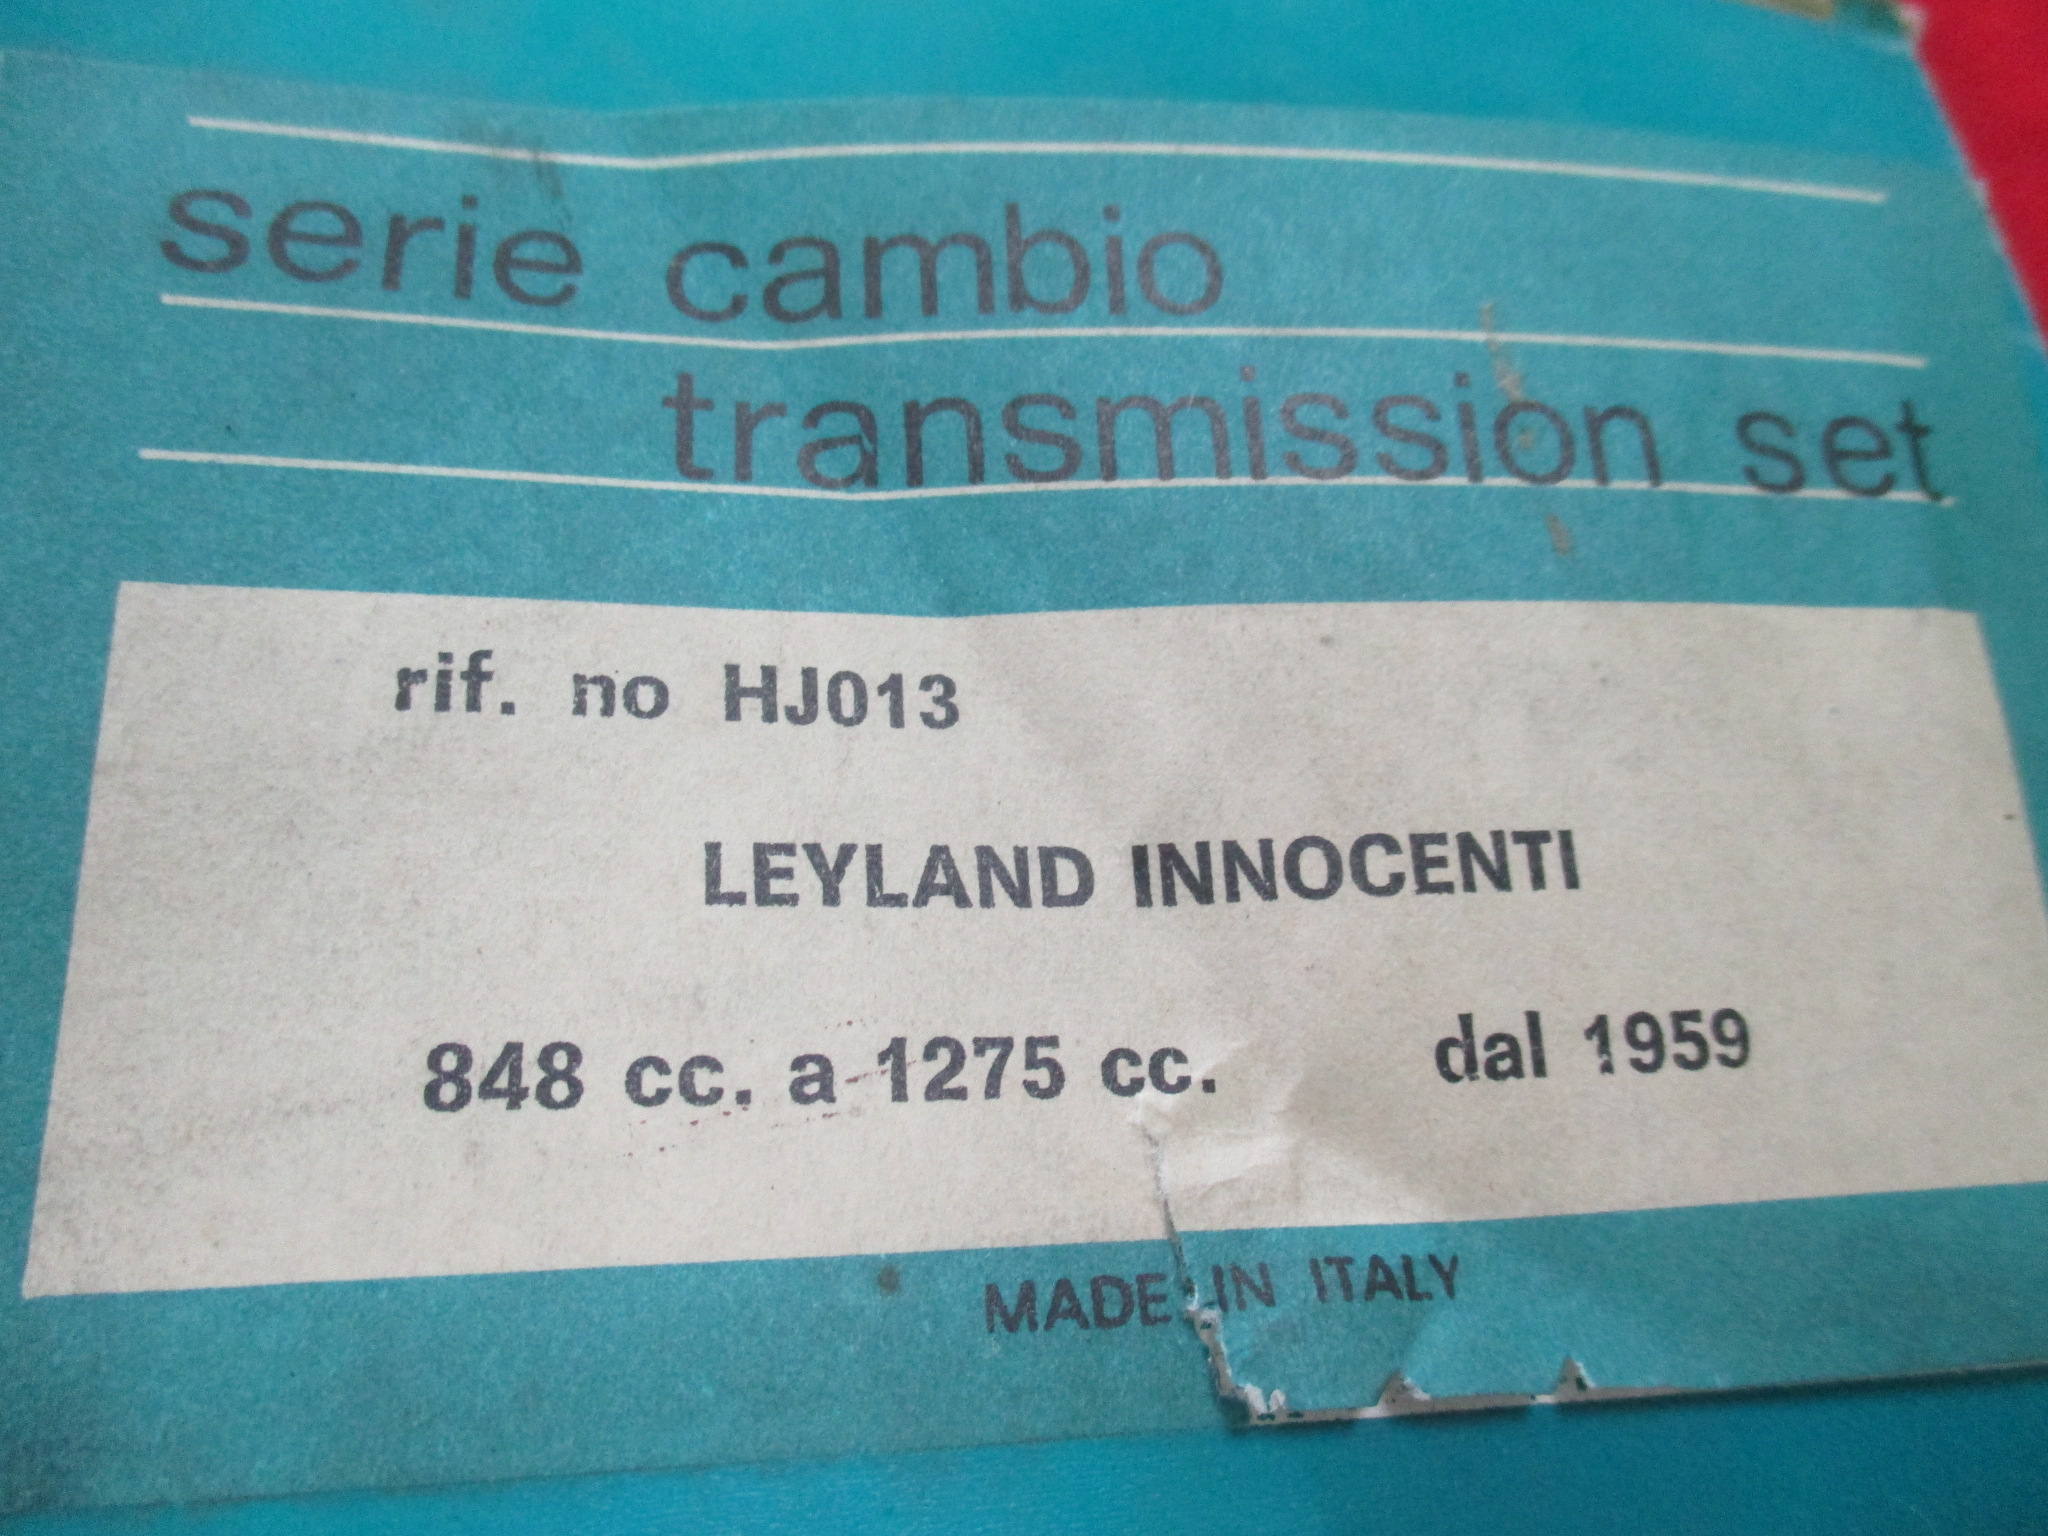 serie cambio
transmission set
rif. no HJ013
LEYLAND INNOCENTI
848 cc. a 1275 cc. dal 1959
MADE IN ITALY